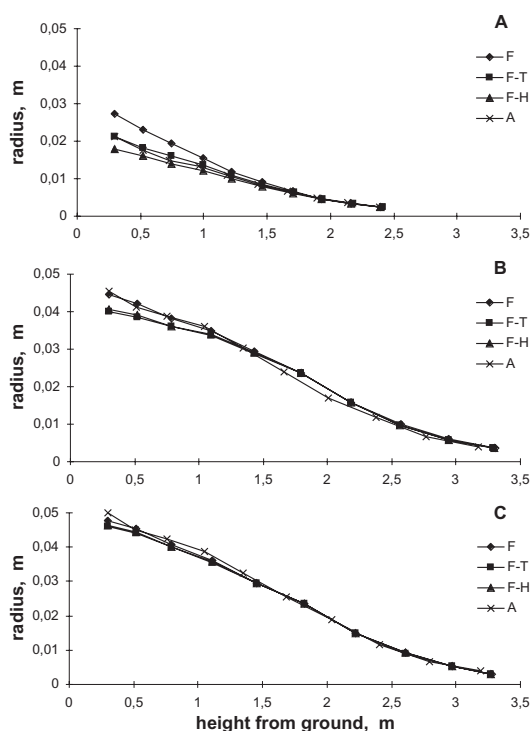 A
0,05
0,04
0,03
0,02
0,01
0
radius, m
0 0,5 1 1,5 2 2,5 3 3,5
F
F-T
F-H
A
B
0,05
0,04
0,03
0,02
0,01
0
radius, m
0 0,5 1 1,5 2 2,5 3 3,5
F
F-T
F-H
A
C
0,05
0,04
0,03
0,02
0,01
0
radius, m
0 0,5 1 1,5 2 2,5 3 3,5
F
F-T
F-H
A
height from ground, m